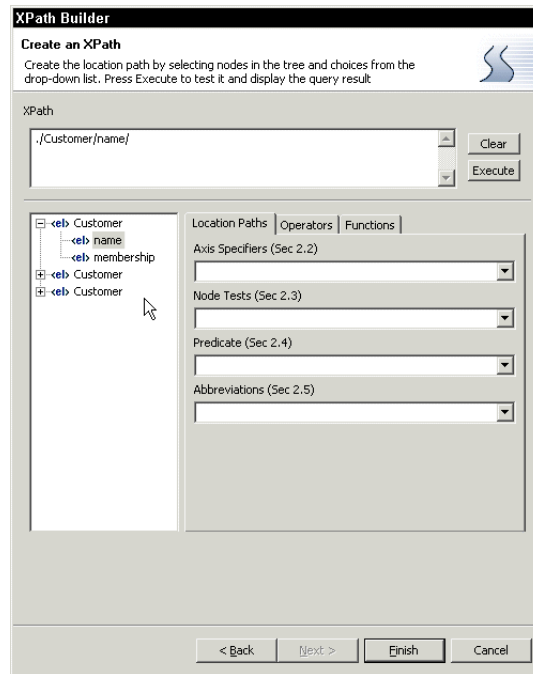 XPath Builder
Create an XPath
Create the location path by selecting nodes in the tree and choices from the
drop-down list. Press Execute to test it and display the query result
XPath
./Customer/name/
Clear
Execute
<el> Customer
<el> name
<el> membership
<el> Customer
<el> Customer
Location Paths Operators Functions
Axis Specifiers (Sec 2.2)
Node Tests (Sec 2.3)
Predicate (Sec 2.4)
Abbreviations (Sec 2.5)
< Back Next > Finish Cancel